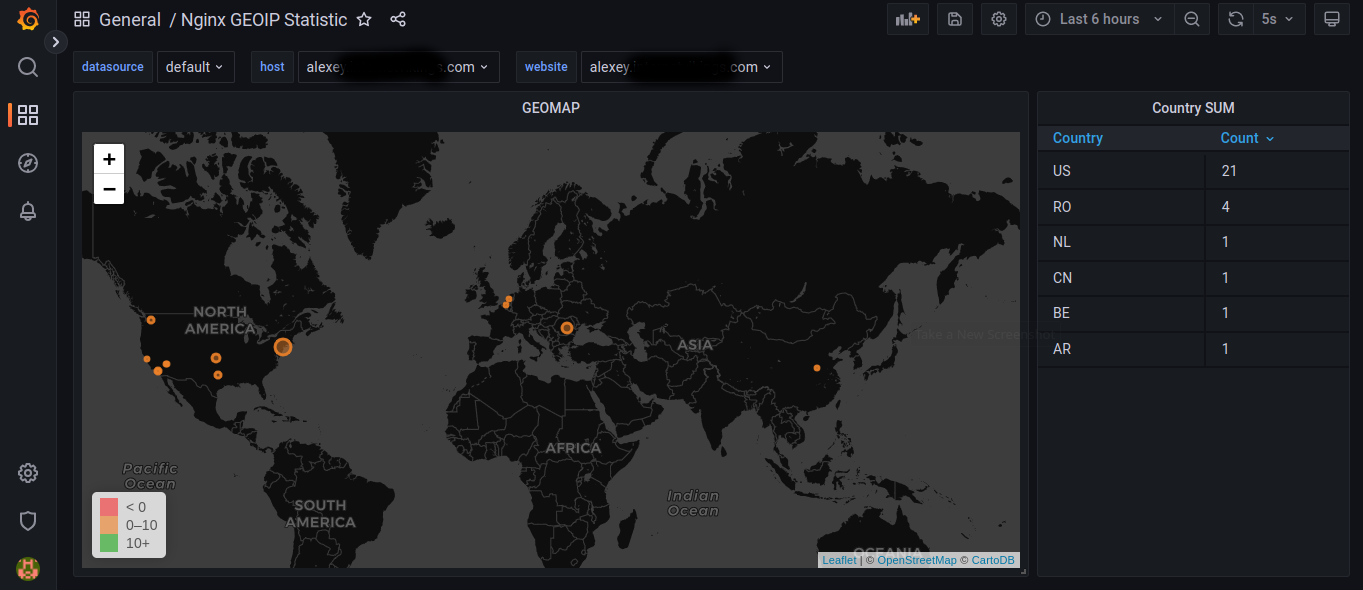 General / Nginx GEOIP Statistic
Last 6 hours
5s
datasource
default
host
alexey
s.com
website
alexey.
.com
GEOMAP
+
−
NORTH
AMERICA
ASIA
AFRICA
Pacific
Ocean
SOUTH
AMERICA
Indian
Ocean
OCEANIA
< 0
0–10
10+
Leaflet | © OpenStreetMap © CartoDB
Country SUM
Country Count
US 21
RO 4
NL 1
CN 1
BE 1
AR 1
Take a New Screenshot